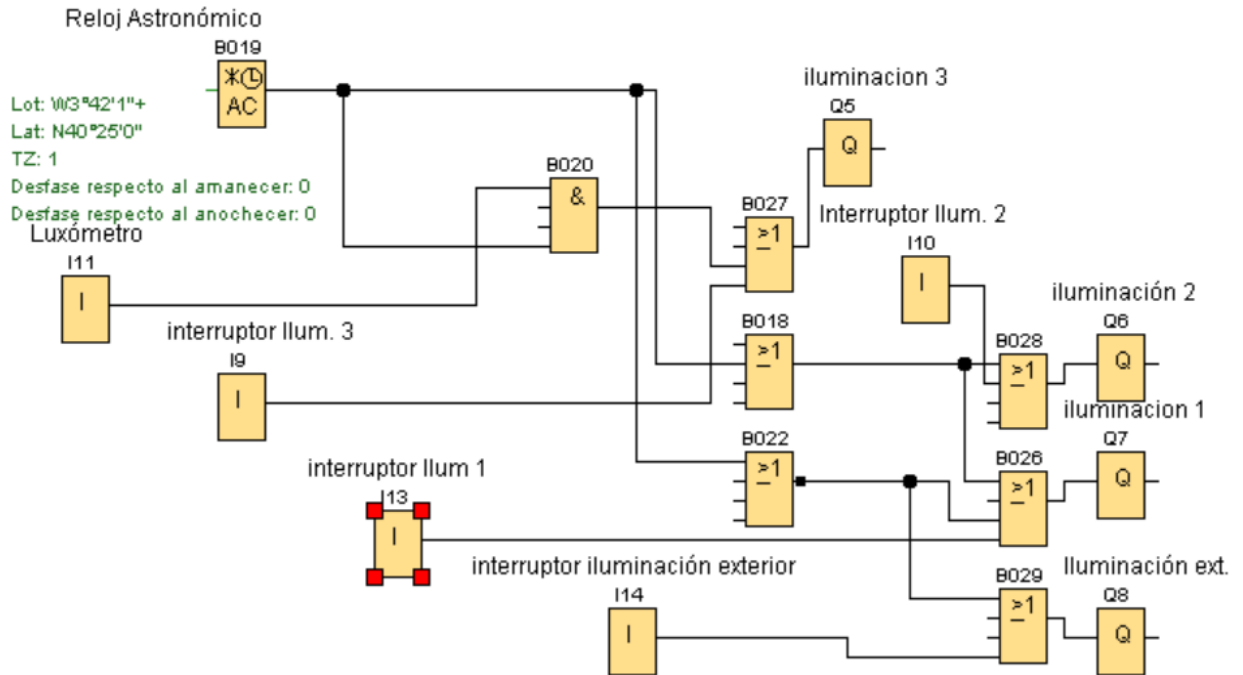 Reloj Astronómico
B019
AC
Lot: W3°42'1"+
Lat: N40°25'0"
TZ: 1
Desfase respecto al amanecer: 0
Desfase respecto al anochecer: 0
Luxómetro
I11
I
interruptor Ilum. 3
I9
I
B020
&
iluminacion 3
Q5
Q
B027
>1
Interruptor Ilum. 2
I10
I
B018
>1
iluminación 2
Q6
Q
B028
>1
iluminacion 1
B022
>1
Q7
Q
B026
>1
interruptor Ilum 1
I13
I
interruptor iluminación exterior
I14
I
B029
>1
Iluminación ext.
Q8
Q